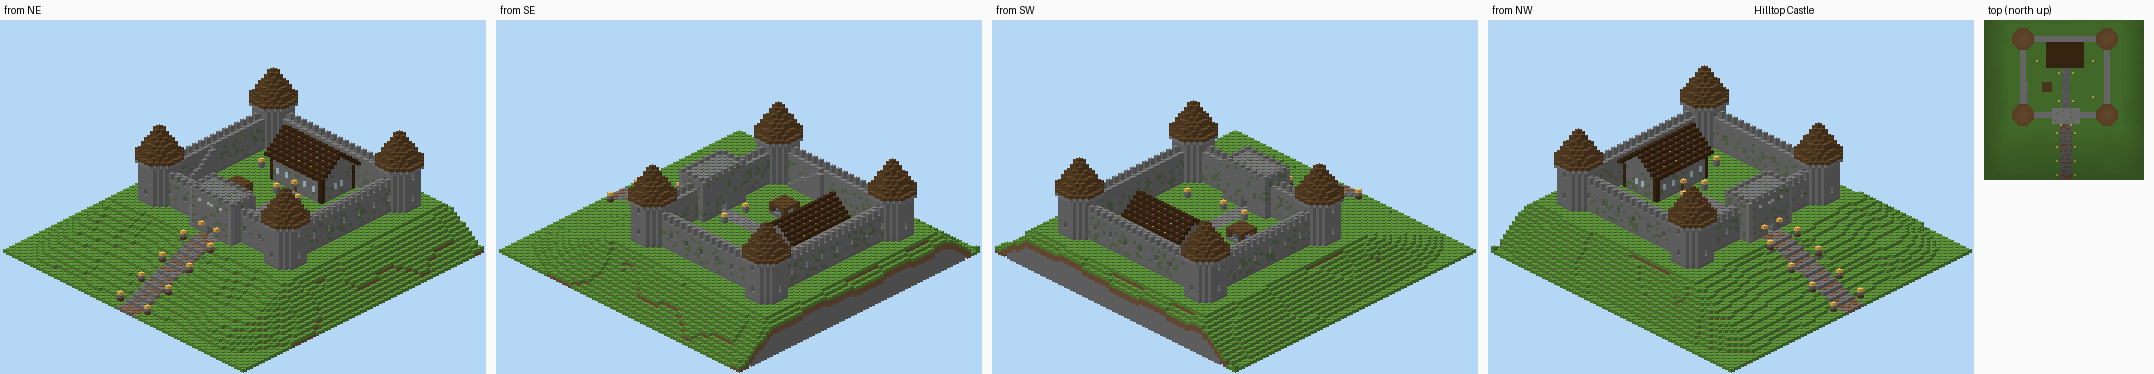 from NE
from SE
from SW
from NW
Hilltop Castle
top (north up)